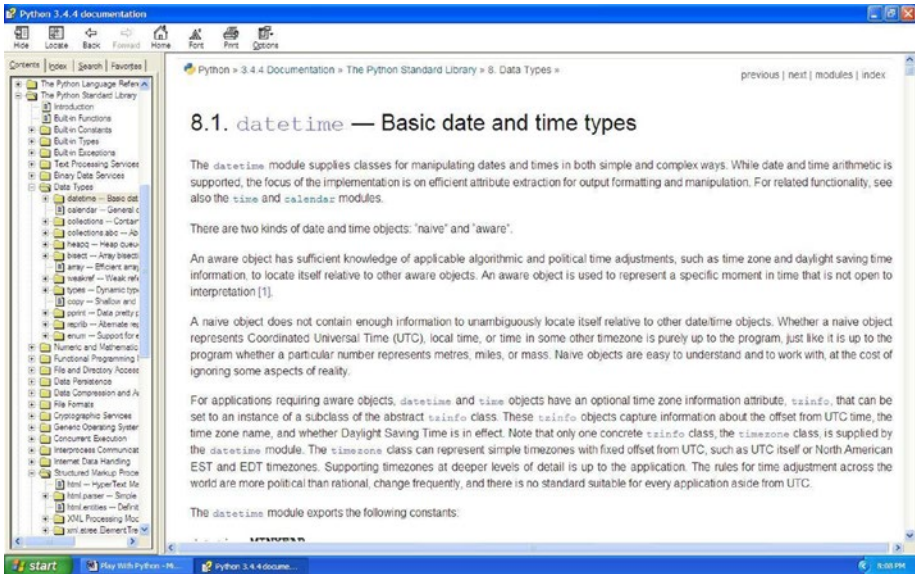 Python 3.4.4 documentation
Hide Locate Back Forward Home Font Print Options
Contents Index Search Favorites
Python » 3.4.4 Documentation » The Python Standard Library » 8. Data Types »
previous | next | modules | index
The Python Language Refere
The Python Standard Library
Introduction
Built-in Functions
Built-in Constants
Built-in Types
Built-in Exceptions
Text Processing Services
Binary Data Services
Data Types
datetime — Basic dat
calendar — General c
collections — Contain
collections.abc — Ab
heapq — Heap queue
bisect — Array bisecti
array — Efficient array
weakref — Weak refe
types — Dynamic type
copy — Shallow and
pprint — Data pretty p
reprlib — Alternate rep
enum — Support for e
Numeric and Mathematic
Functional Programming
File and Directory Access
Data Persistence
Data Compression and A
File Formats
Cryptographic Services
Generic Operating System
Concurrent Execution
Interprocess Communicat
Internet Data Handling
Structured Markup Proce
html — HyperText Ma
html.parser — Simple
html.entities — Definit
XML Processing Mod
xml.etree.ElementTre
8.1. datetime — Basic date and time types
The datetime module supplies classes for manipulating dates and times in both simple and complex ways. While date and time arithmetic is
supported, the focus of the implementation is on efficient attribute extraction for output formatting and manipulation. For related functionality, see
also the time and calendar modules.
There are two kinds of date and time objects: “naive” and “aware”.
An aware object has sufficient knowledge of applicable algorithmic and political time adjustments, such as time zone and daylight saving time
information, to locate itself relative to other aware objects. An aware object is used to represent a specific moment in time that is not open to
interpretation [1].
A naive object does not contain enough information to unambiguously locate itself relative to other date/time objects. Whether a naive object
represents Coordinated Universal Time (UTC), local time, or time in some other timezone is purely up to the program, just like it is up to the
program whether a particular number represents metres, miles, or mass. Naive objects are easy to understand and to work with, at the cost of
ignoring some aspects of reality.
For applications requiring aware objects, datetime and time objects have an optional time zone information attribute, tzinfo, that can be
set to an instance of a subclass of the abstract tzinfo class. These tzinfo objects capture information about the offset from UTC time, the
time zone name, and whether Daylight Saving Time is in effect. Note that only one concrete tzinfo class, the timezone class, is supplied by
the datetime module. The timezone class can represent simple timezones with fixed offset from UTC, such as UTC itself or North American
EST and EDT timezones. Supporting timezones at deeper levels of detail is up to the application. The rules for time adjustment across the
world are more political than rational, change frequently, and there is no standard suitable for every application aside from UTC.
The datetime module exports the following constants:
start Play With Python - M... Python 3.4.4 docume... 8:08 PM